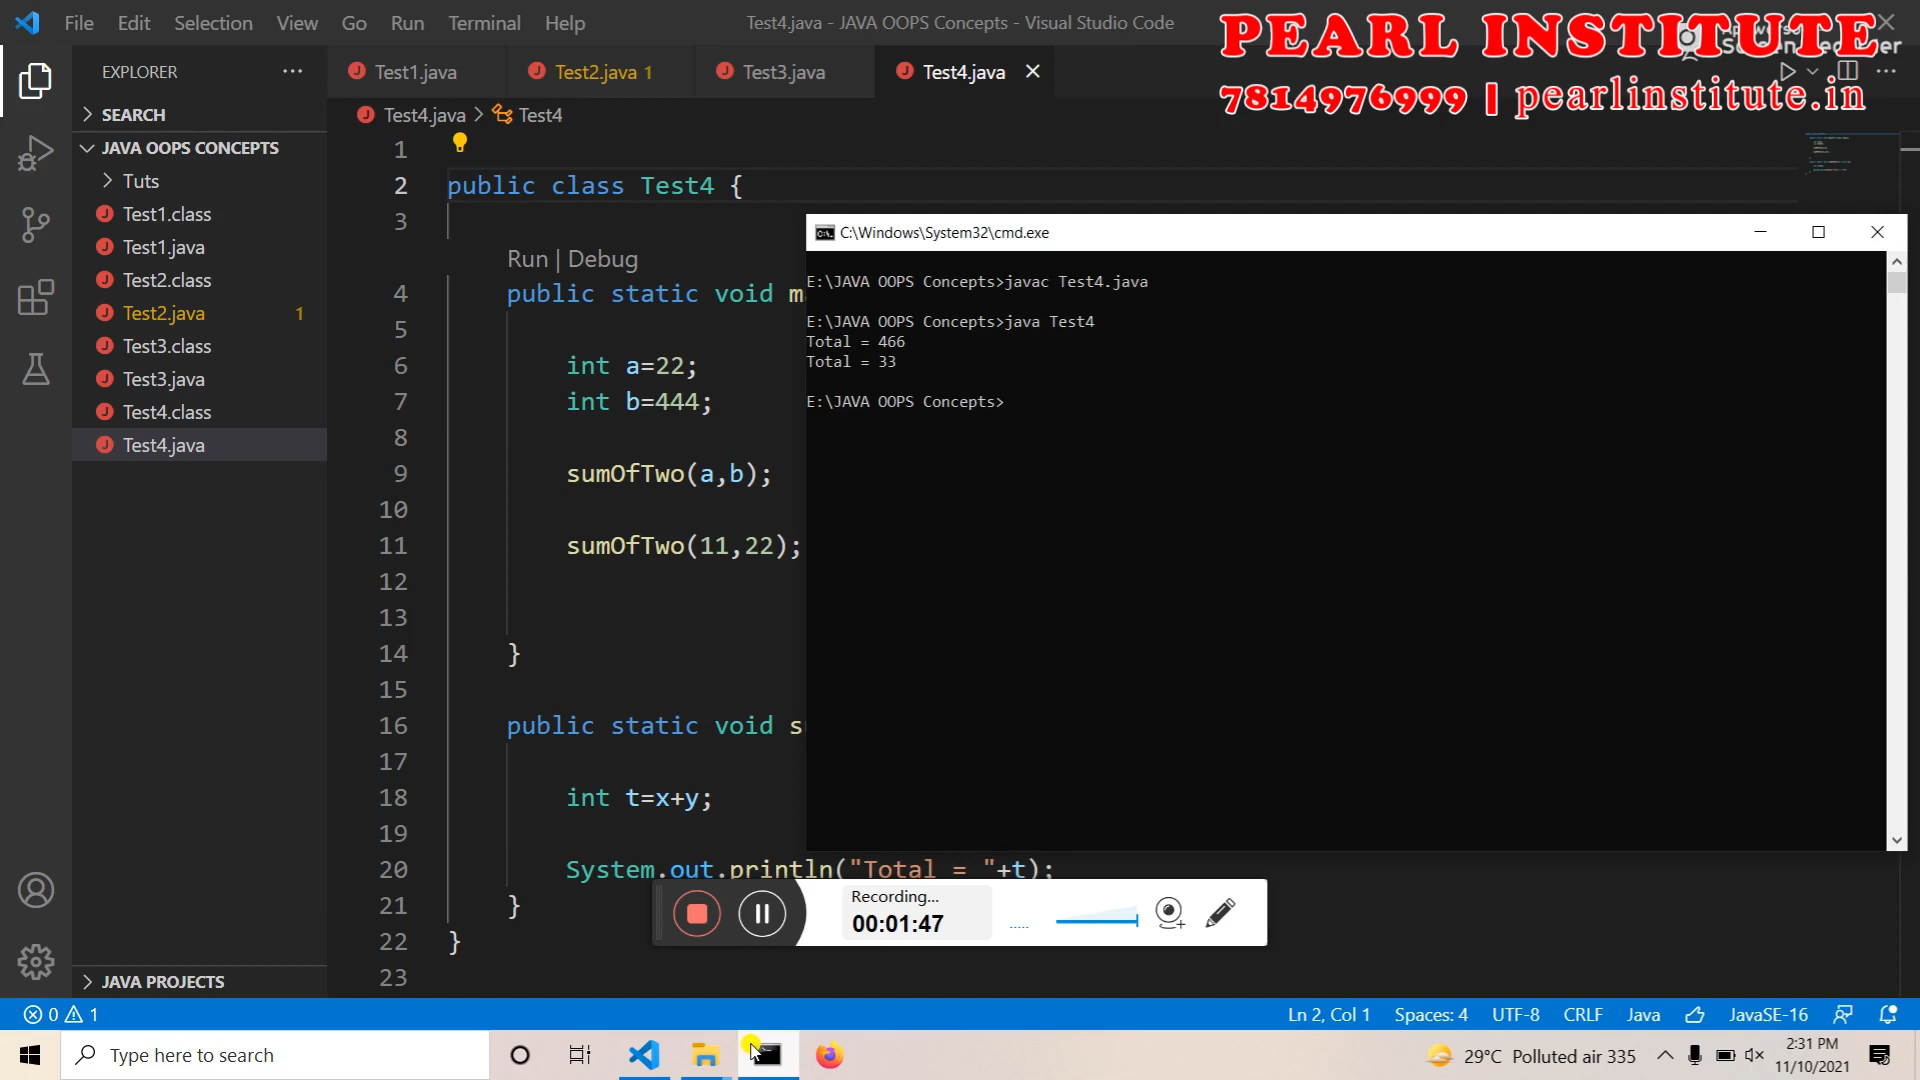 File Edit Selection View Go Run Terminal Help
Test4.java - JAVA OOPS Concepts - Visual Studio Code
PEARL INSTITUTE
7814976999 | pearlinstitute.in
EXPLORER
SEARCH
JAVA OOPS CONCEPTS
Tuts
Test1.class
Test1.java
Test2.class
Test2.java 1
Test3.class
Test3.java
Test4.class
Test4.java
JAVA PROJECTS
Test1.java Test2.java 1 Test3.java Test4.java
Test4.java > Test4
1
2 public class Test4 {
3
Run | Debug
4 public static void
5
6 int a=22;
7 int b=444;
8
9 sumOfTwo(a,b);
10
11 sumOfTwo(11,22);
12
13
14 }
15
16 public static void
17
18 int t=x+y;
19
20 System.out.println("Total = "+t);
21 }
22 }
23
C:\Windows\System32\cmd.exe
E:\JAVA OOPS Concepts>javac Test4.java
E:\JAVA OOPS Concepts>java Test4
Total = 466
Total = 33
E:\JAVA OOPS Concepts>
Recording...
00:01:47
0 1
Ln 2, Col 1 Spaces: 4 UTF-8 CRLF Java JavaSE-16
Type here to search
29°C Polluted air 335
2:31 PM
11/10/2021